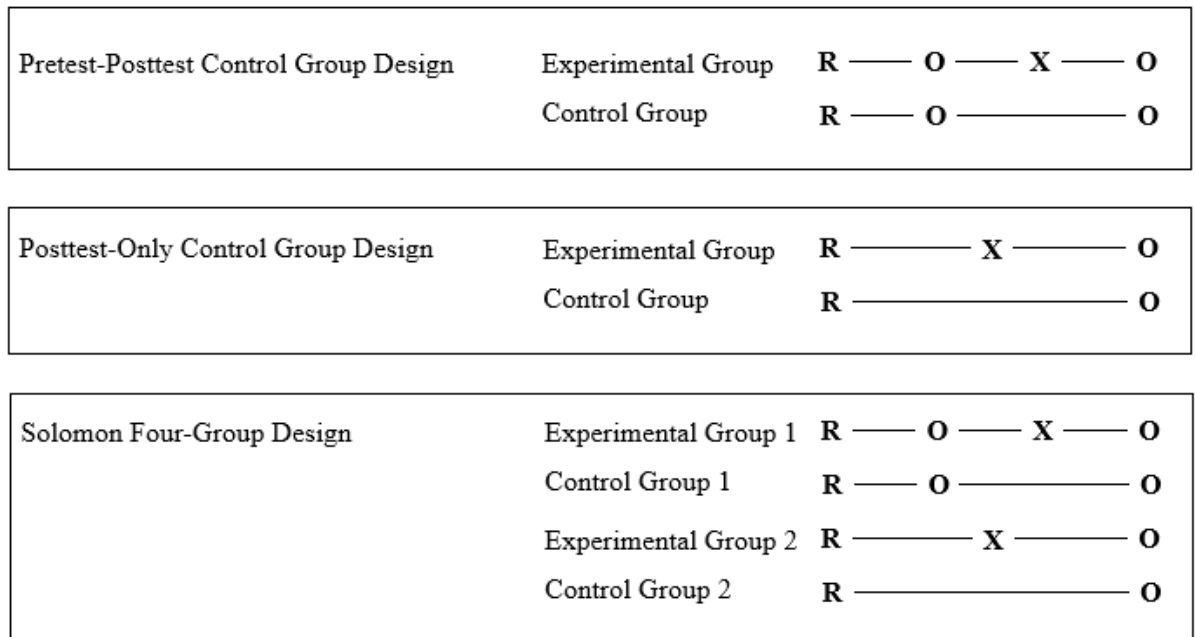 Pretest-Posttest Control Group Design Experimental Group R O X O
Control Group R O O
Posttest-Only Control Group Design Experimental Group R X O
Control Group R O
Solomon Four-Group Design Experimental Group 1 R O X O
Control Group 1 R O O
Experimental Group 2 R X O
Control Group 2 R O